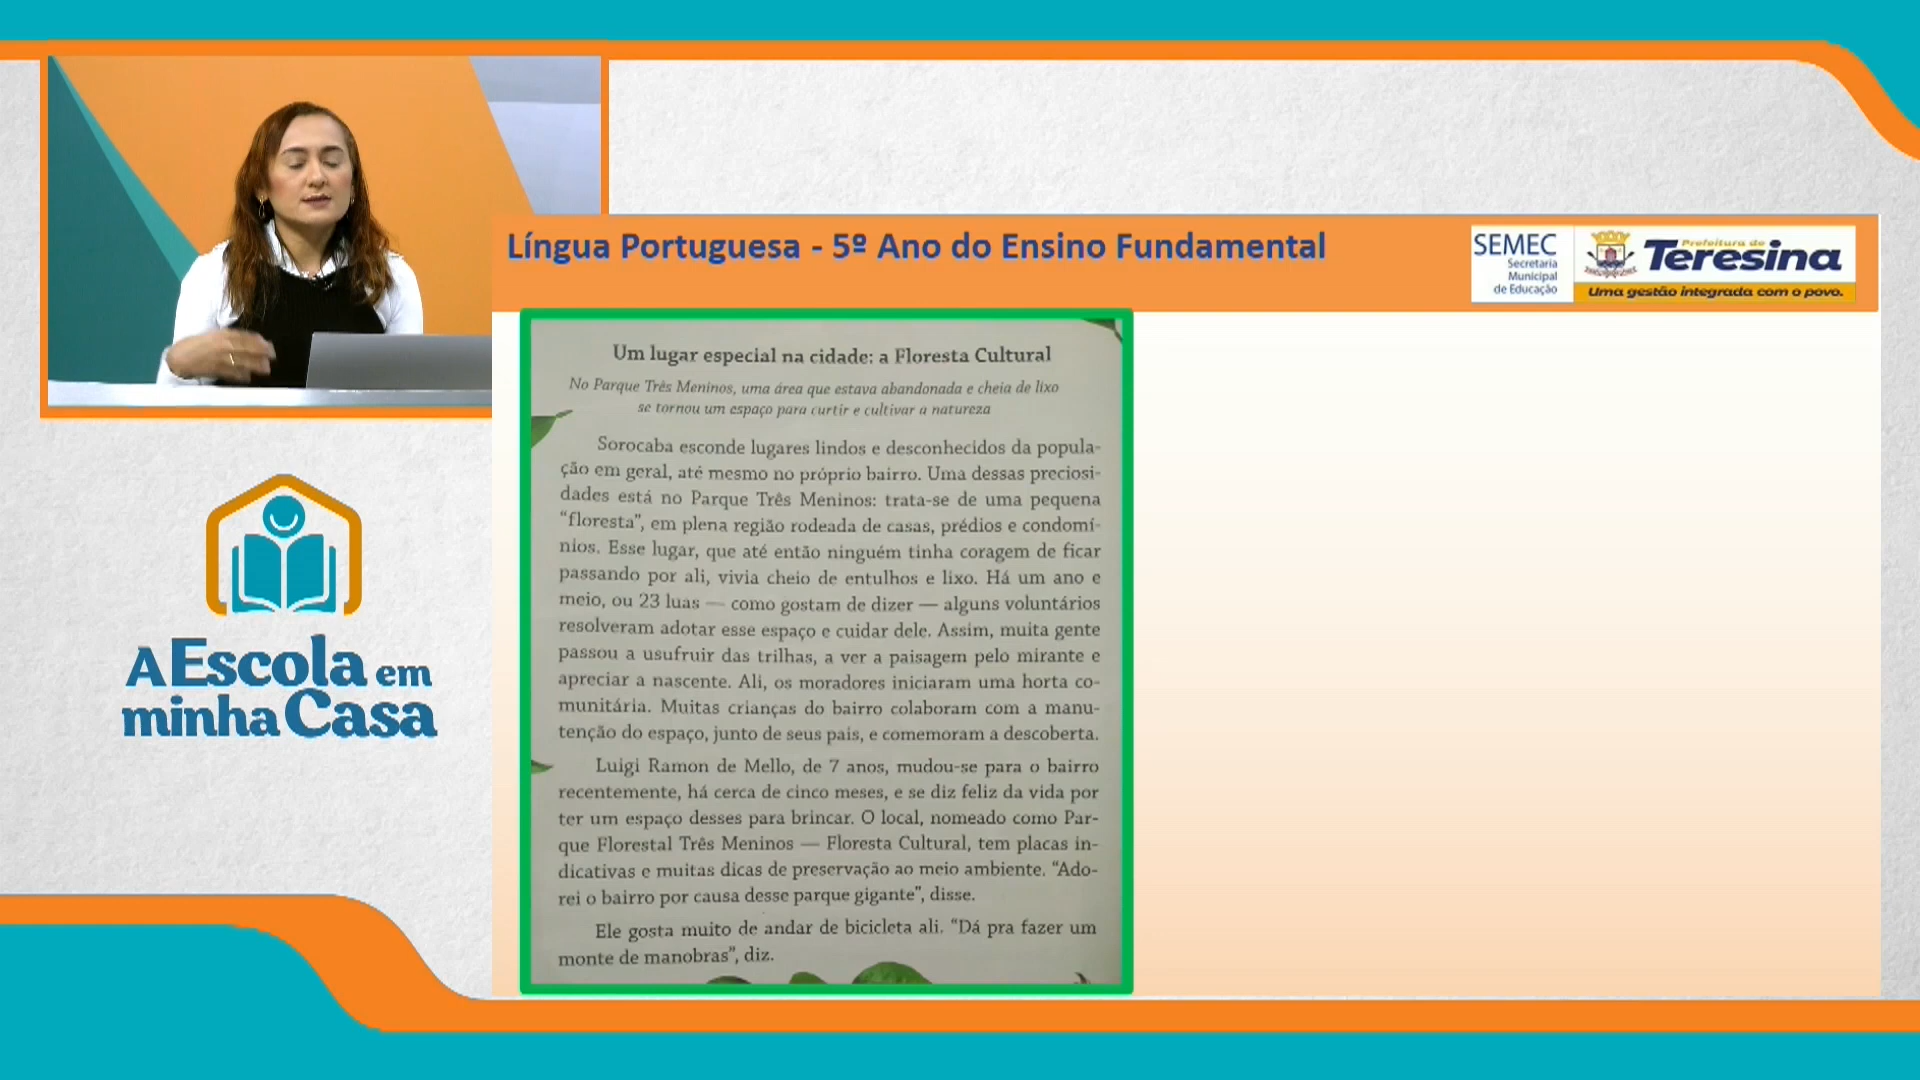 Língua Portuguesa - 5º Ano do Ensino Fundamental
SEMEC
Secretaria
Municipal
de Educação
Prefeitura de
Teresina
Uma gestão integrada com o povo.
Um lugar especial na cidade: a Floresta Cultural
No Parque Três Meninos, uma área que estava abandonada e cheia de lixo
se tornou um espaço para curtir e cultivar a natureza
Sorocaba esconde lugares lindos e desconhecidos da popula-
ção em geral, até mesmo no próprio bairro. Uma dessas preciosi-
dades está no Parque Três Meninos: trata-se de uma pequena
“floresta”, em plena região rodeada de casas, prédios e condomí-
nios. Esse lugar, que até então ninguém tinha coragem de ficar
passando por ali, vivia cheio de entulhos e lixo. Há um ano e
meio, ou 23 luas — como gostam de dizer — alguns voluntários
resolveram adotar esse espaço e cuidar dele. Assim, muita gente
passou a usufruir das trilhas, a ver a paisagem pelo mirante e
apreciar a nascente. Ali, os moradores iniciaram uma horta co-
munitária. Muitas crianças do bairro colaboram com a manu-
tenção do espaço, junto de seus pais, e comemoram a descoberta.
Luigi Ramon de Mello, de 7 anos, mudou-se para o bairro
recentemente, há cerca de cinco meses, e se diz feliz da vida por
ter um espaço desses para brincar. O local, nomeado como Par-
que Florestal Três Meninos — Floresta Cultural, tem placas in-
dicativas e muitas dicas de preservação ao meio ambiente. “Ado-
rei o bairro por causa desse parque gigante”, disse.
Ele gosta muito de andar de bicicleta ali. “Dá pra fazer um
monte de manobras”, diz.
A Escola em
minha Casa